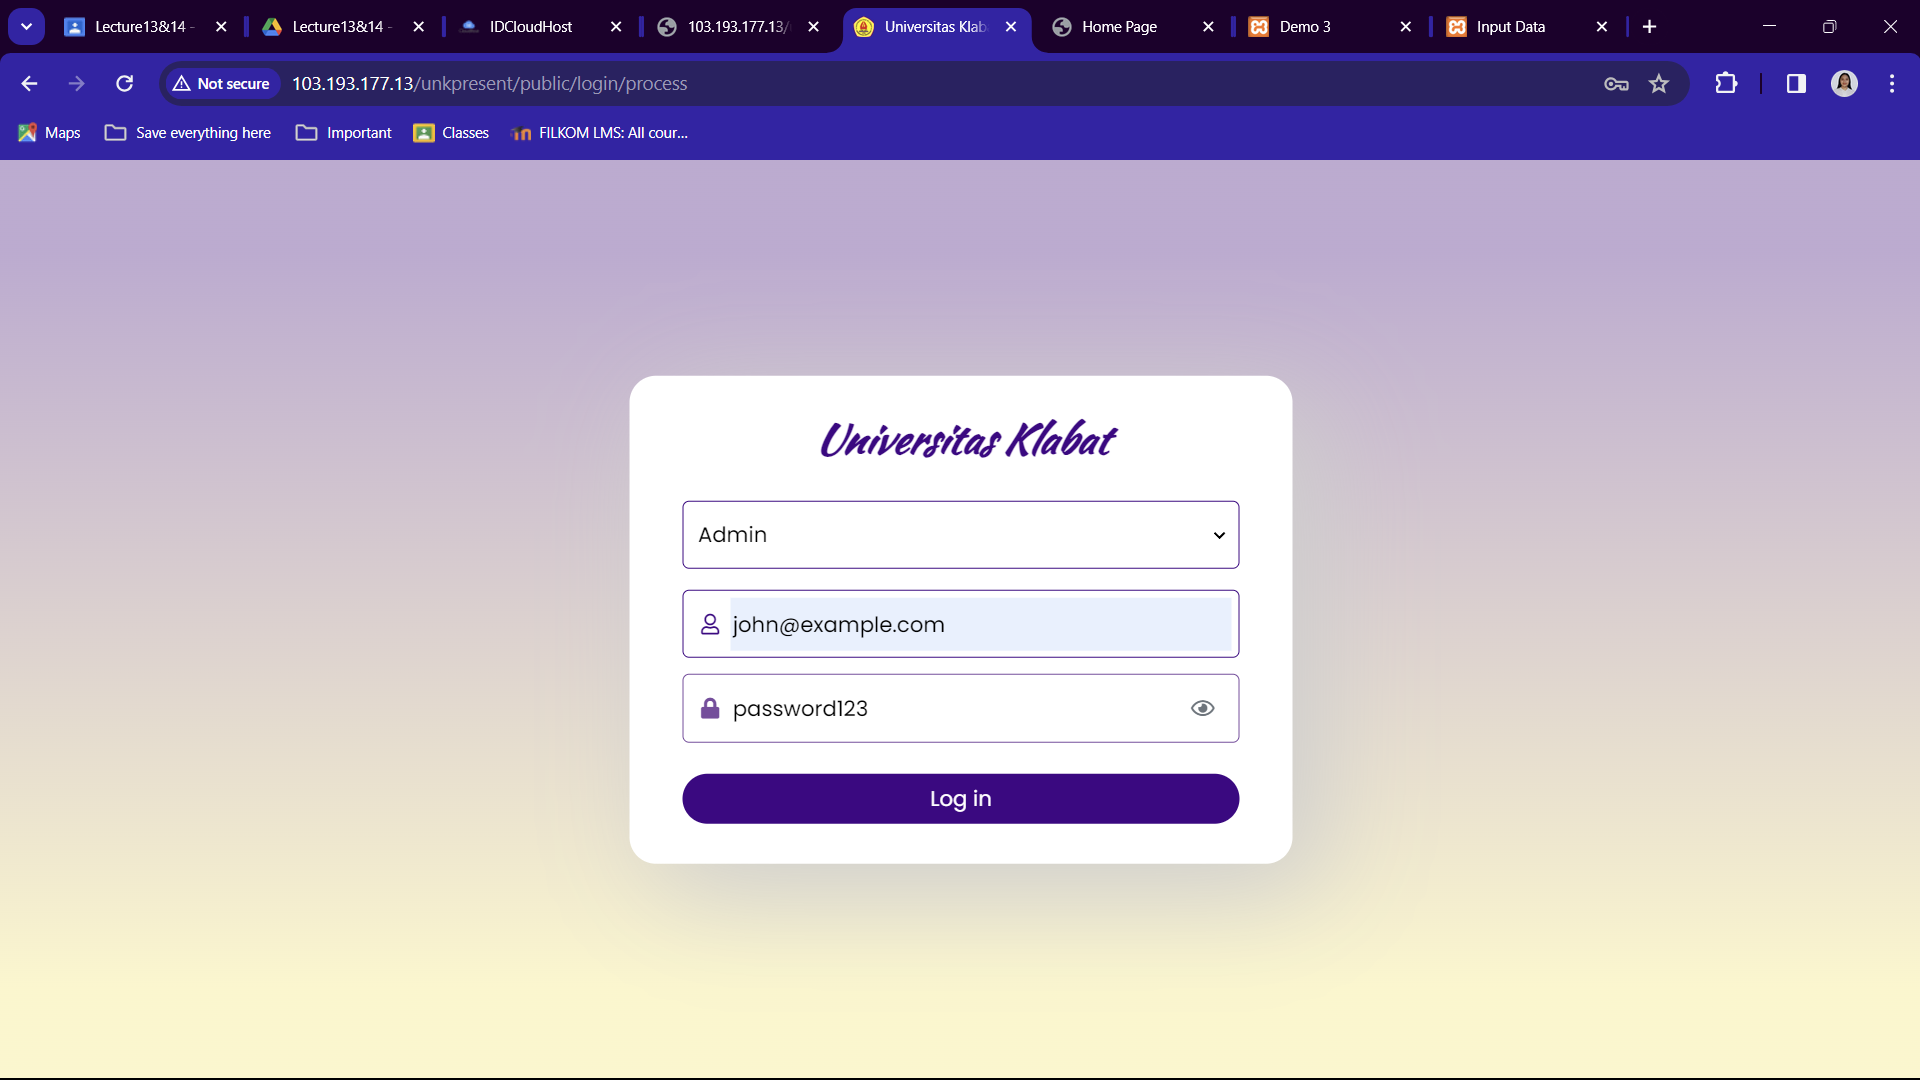 Lecture13&14 -
Lecture13&14 -
IDCloudHost
103.193.177.13/
Universitas Klab
Home Page
Demo 3
Input Data
Not secure
103.193.177.13/unkpresent/public/login/process
Maps
Save everything here
Important
Classes
FILKOM LMS: All cour...
Universitas Klabat
Admin
john@example.com
password123
Log in